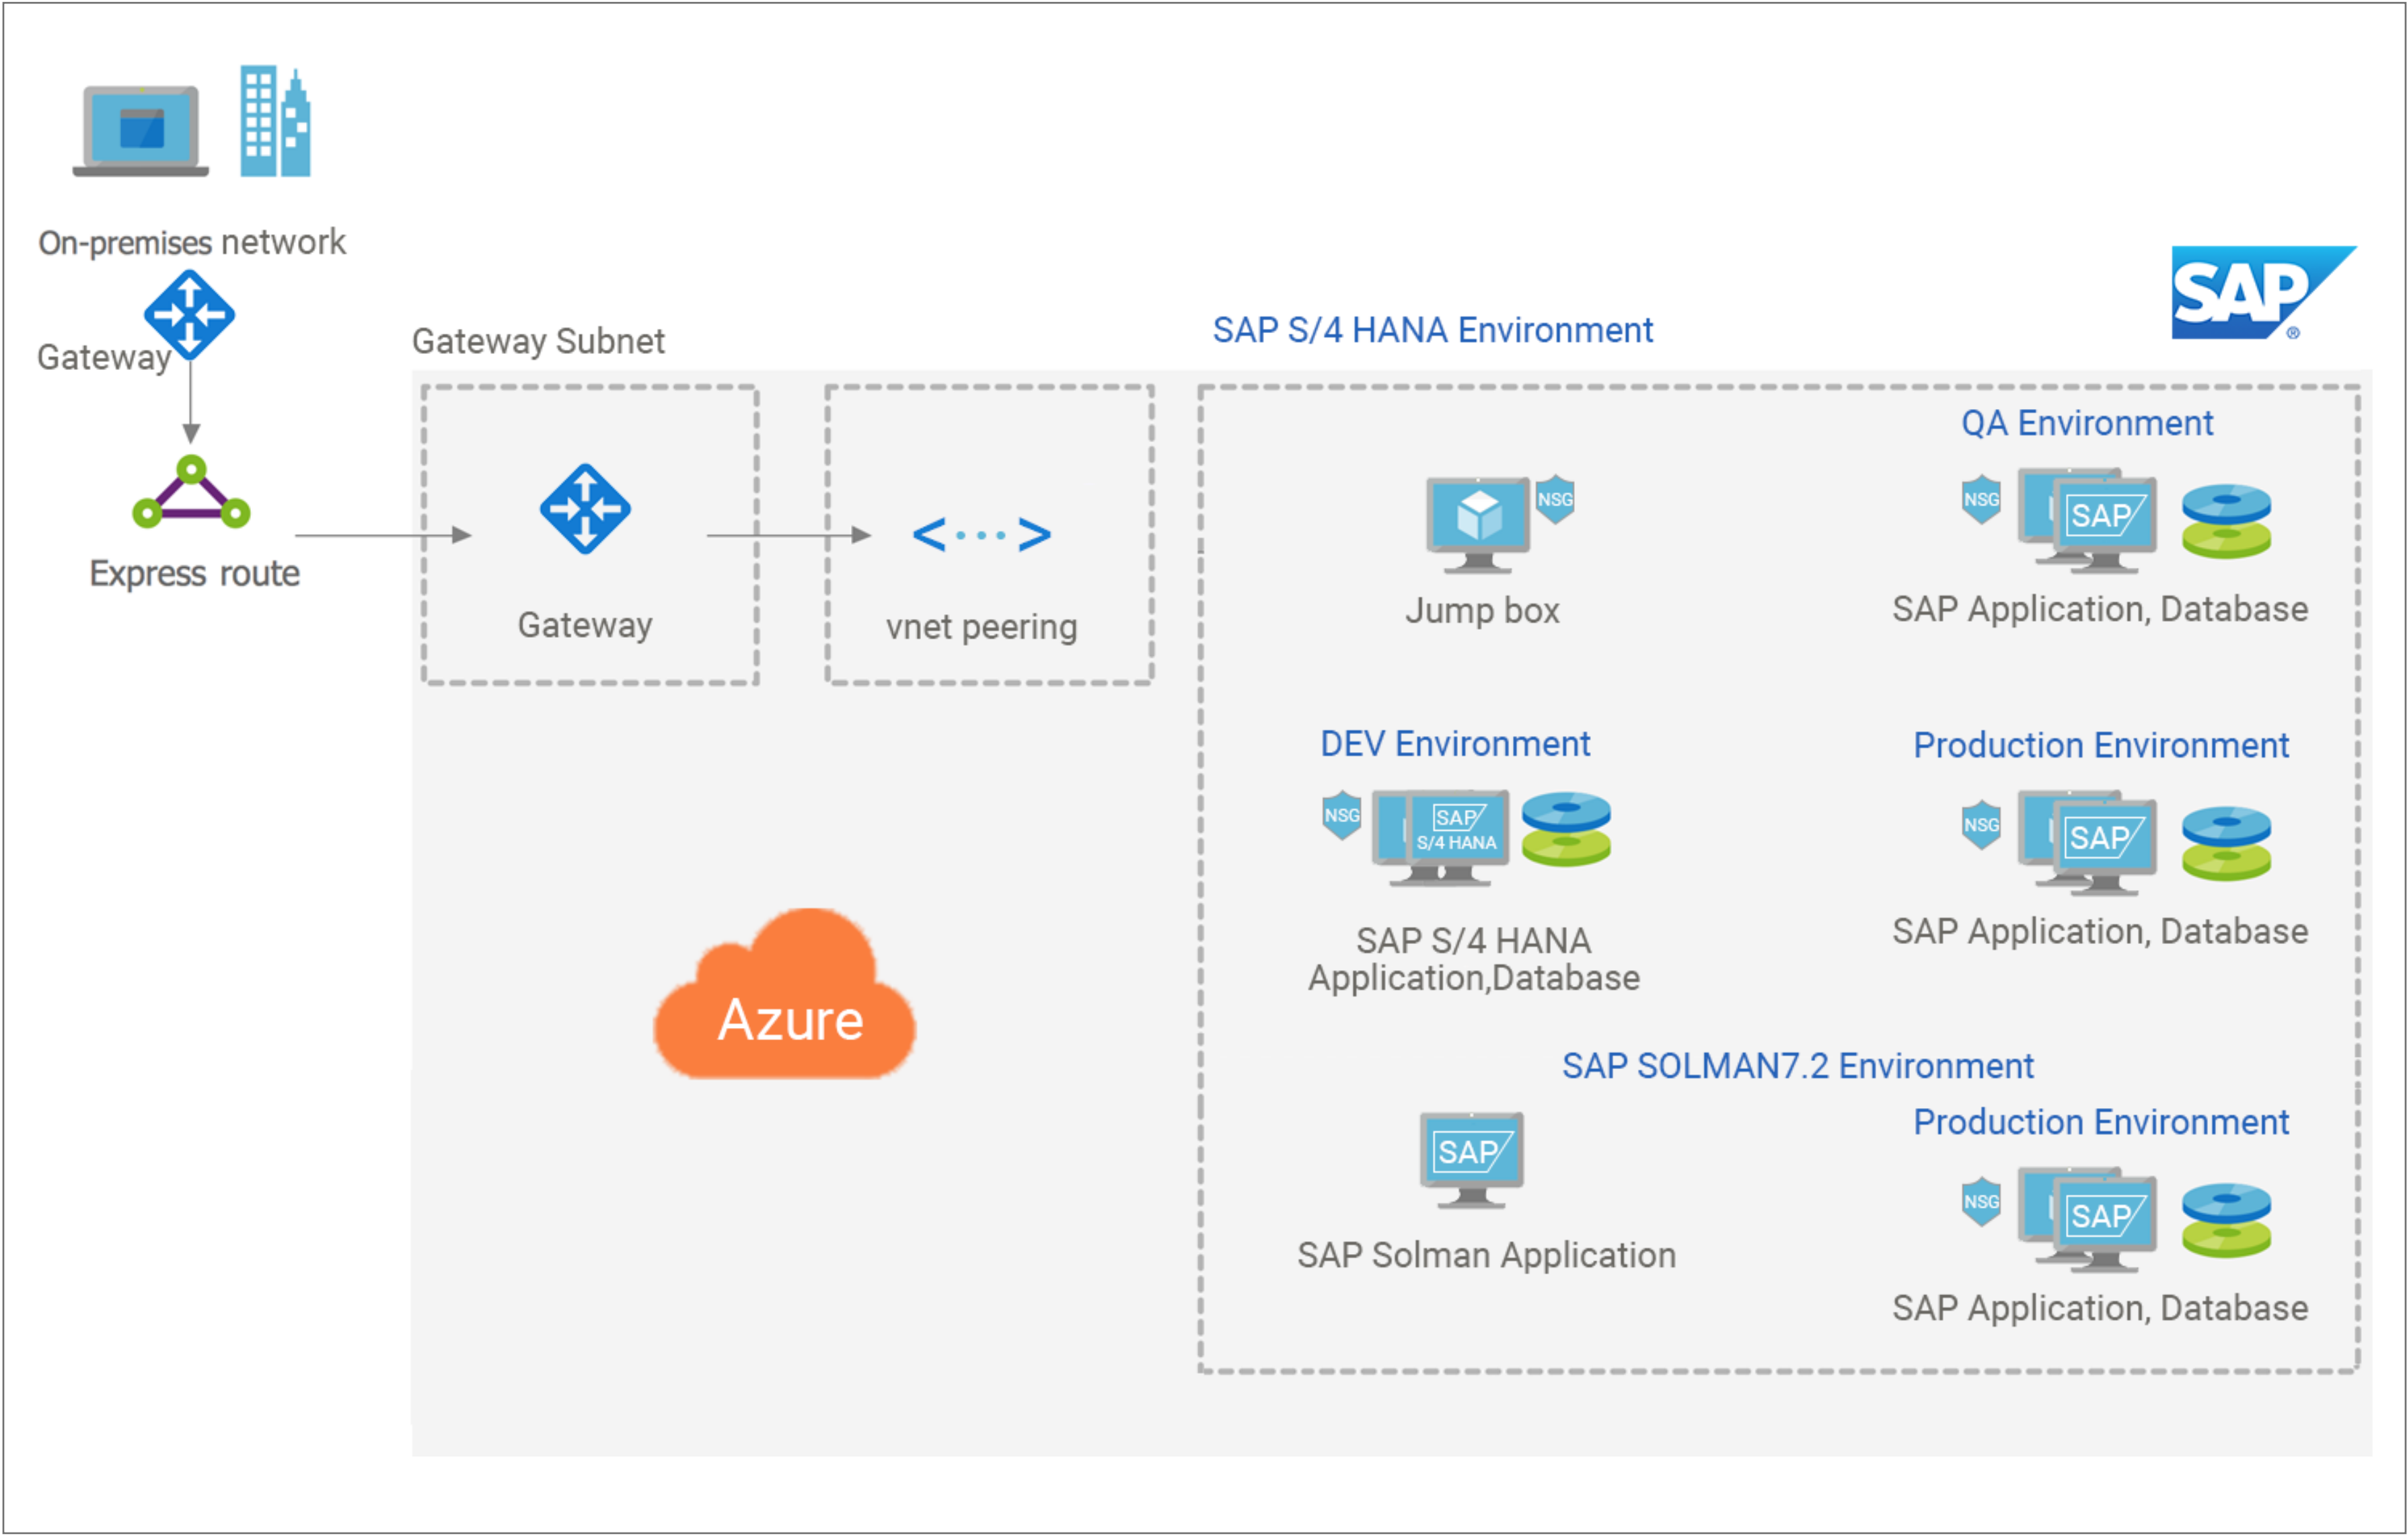 On-premises network
Gateway
Express route
Gateway Subnet
Gateway
vnet peering
Azure
SAP S/4 HANA Environment
SAP
®
Jump box
NSG
QA Environment
NSG
SAP
SAP Application, Database
DEV Environment
NSG
SAP
S/4 HANA
SAP S/4 HANA
Application,Database
Production Environment
NSG
SAP
SAP Application, Database
SAP SOLMAN7.2 Environment
SAP
SAP Solman Application
Production Environment
NSG
SAP
SAP Application, Database